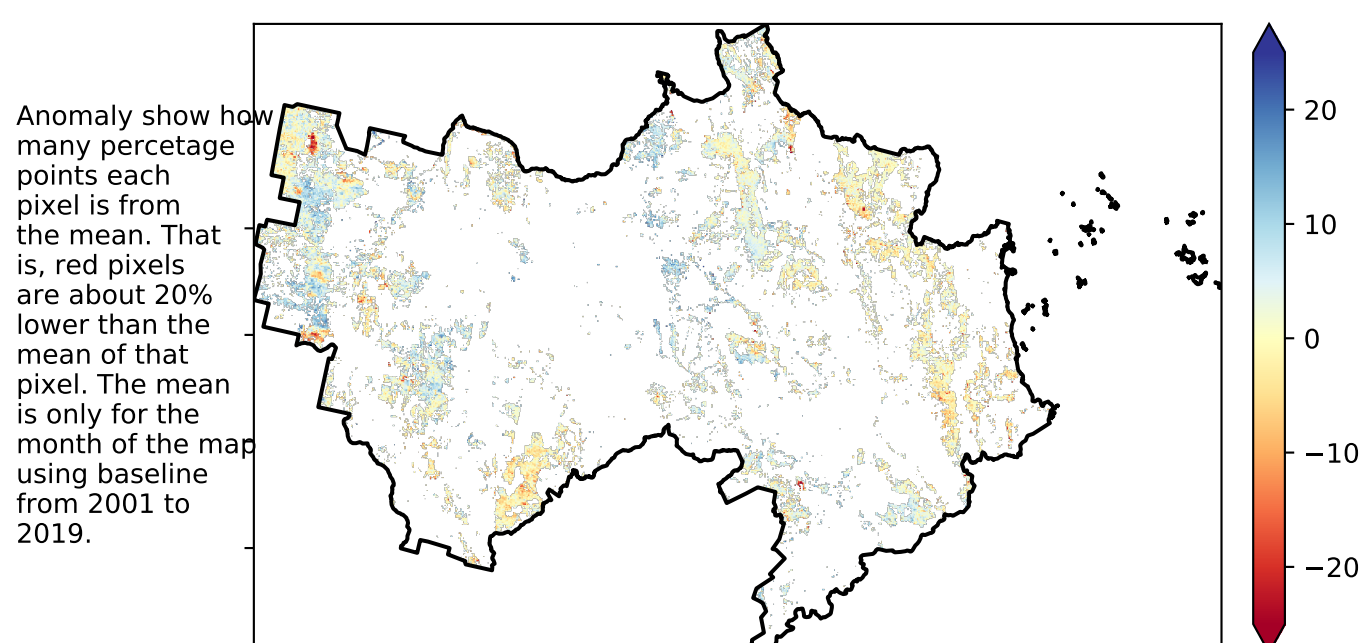 Anomaly show how
many percetage
points each
pixel is from
the mean. That
is, red pixels
are about 20%
lower than the
mean of that
pixel. The mean
is only for the
month of the map
using baseline
from 2001 to
2019.
20
10
0
−10
−20